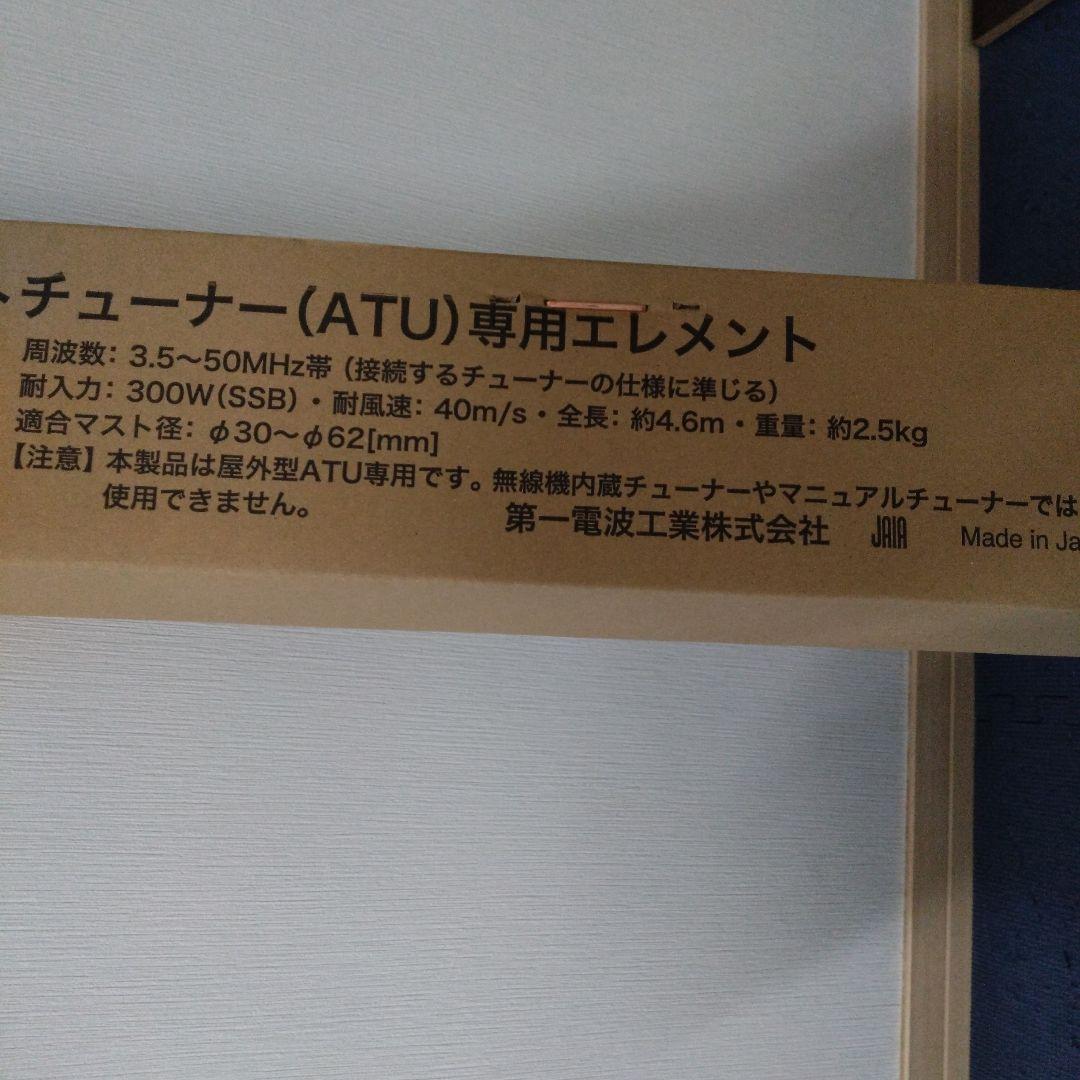 トチューナー(ATU)専用エレメント
周波数: 3.5〜50MHz帯 (接続するチューナーの仕様に準じる)
耐入力: 300W(SSB)・耐風速: 40m/s・全長: 約4.6m・重量: 約2.5kg
適合マスト径: φ30〜φ62[mm]
【注意】本製品は屋外型ATU専用です。無線機内蔵チューナーやマニュアルチューナーでは
使用できません。
第一電波工業株式会社 JAIA Made in Ja